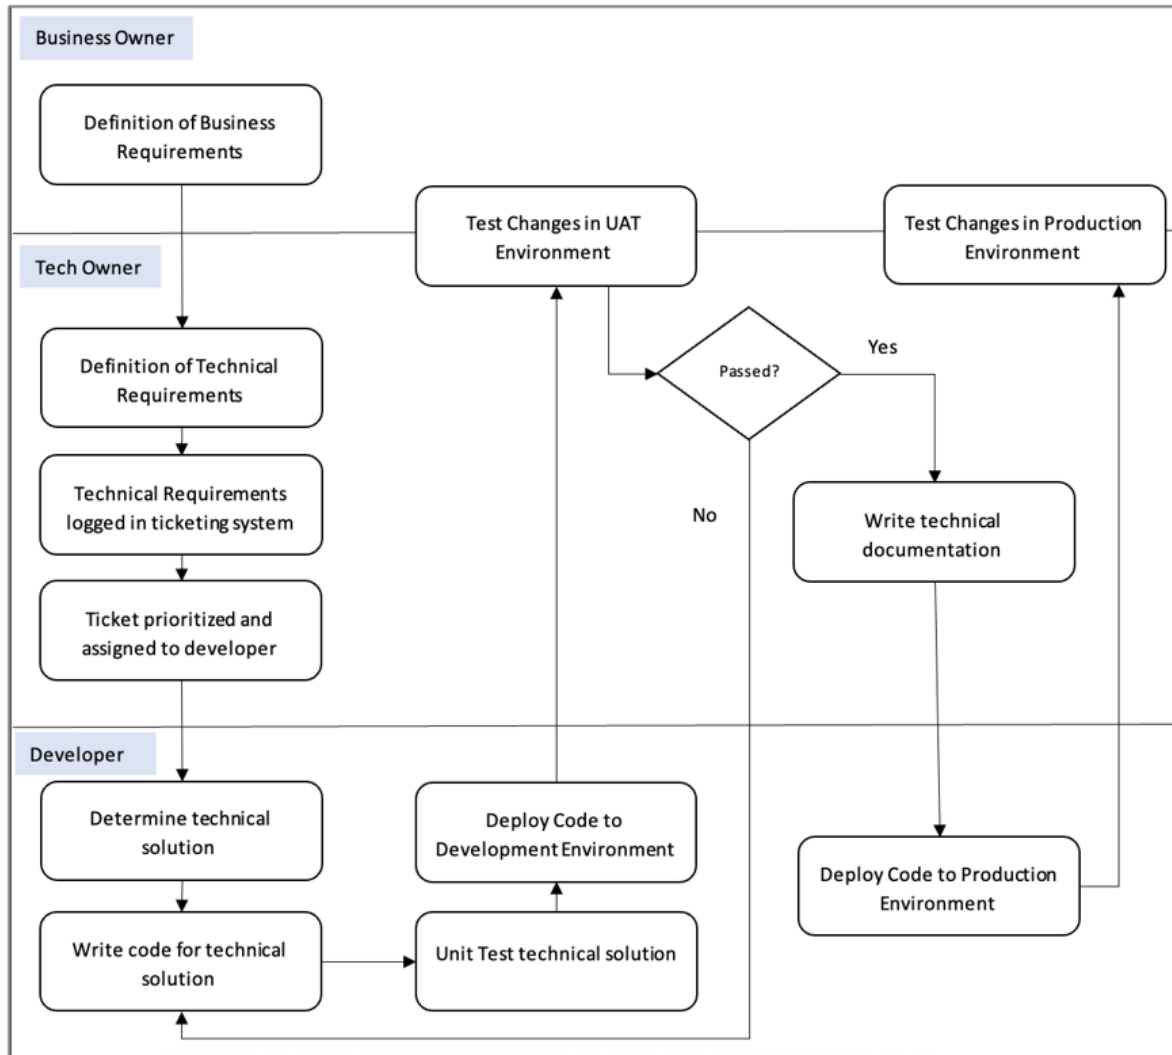 Business Owner
Definition of Business
Requirements
Test Changes in UAT
Environment
Test Changes in Production
Environment
Tech Owner
Definition of Technical
Requirements
Passed?
Yes
No
Technical Requirements
logged in ticketing system
Write technical
documentation
Ticket prioritized and
assigned to developer
Developer
Determine technical
solution
Deploy Code to
Development Environment
Deploy Code to Production
Environment
Write code for technical
solution
Unit Test technical solution